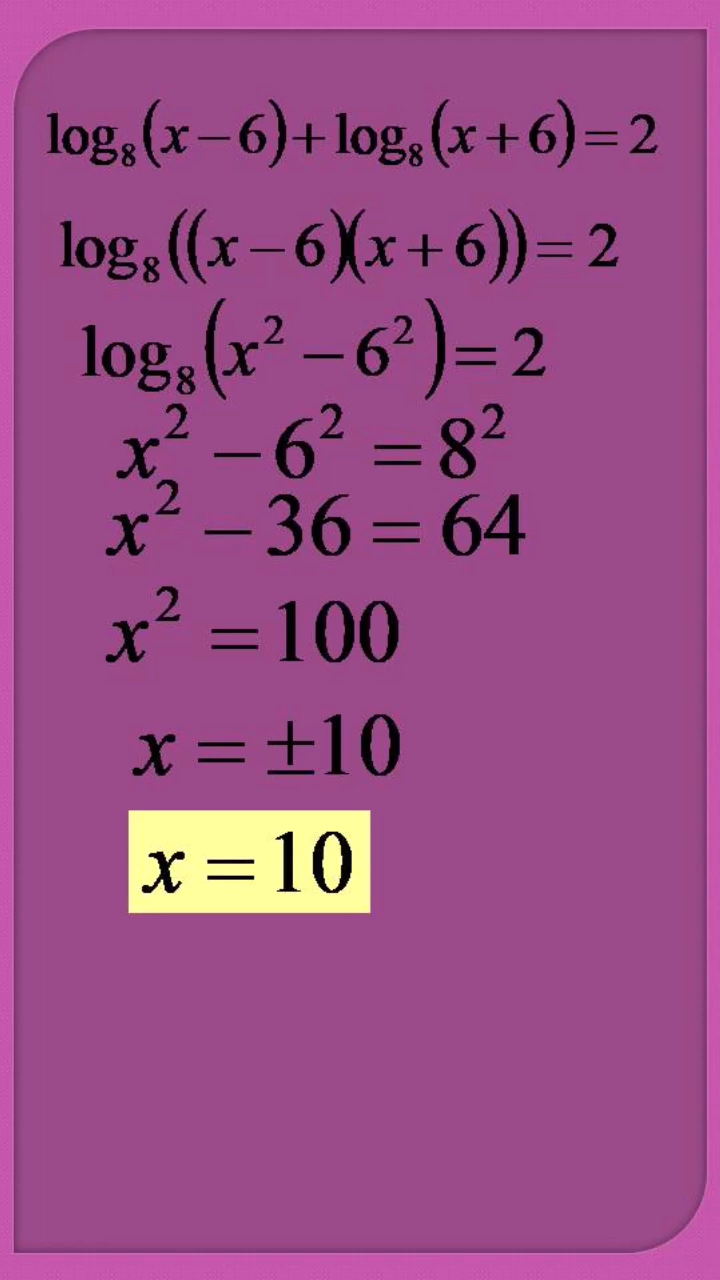 log₈(x − 6) + log₈(x + 6) = 2
log₈((x − 6)(x + 6)) = 2
log₈(x² − 6²) = 2
x² − 6² = 8²
x² − 36 = 64
x² = 100
x = ±10
x = 10